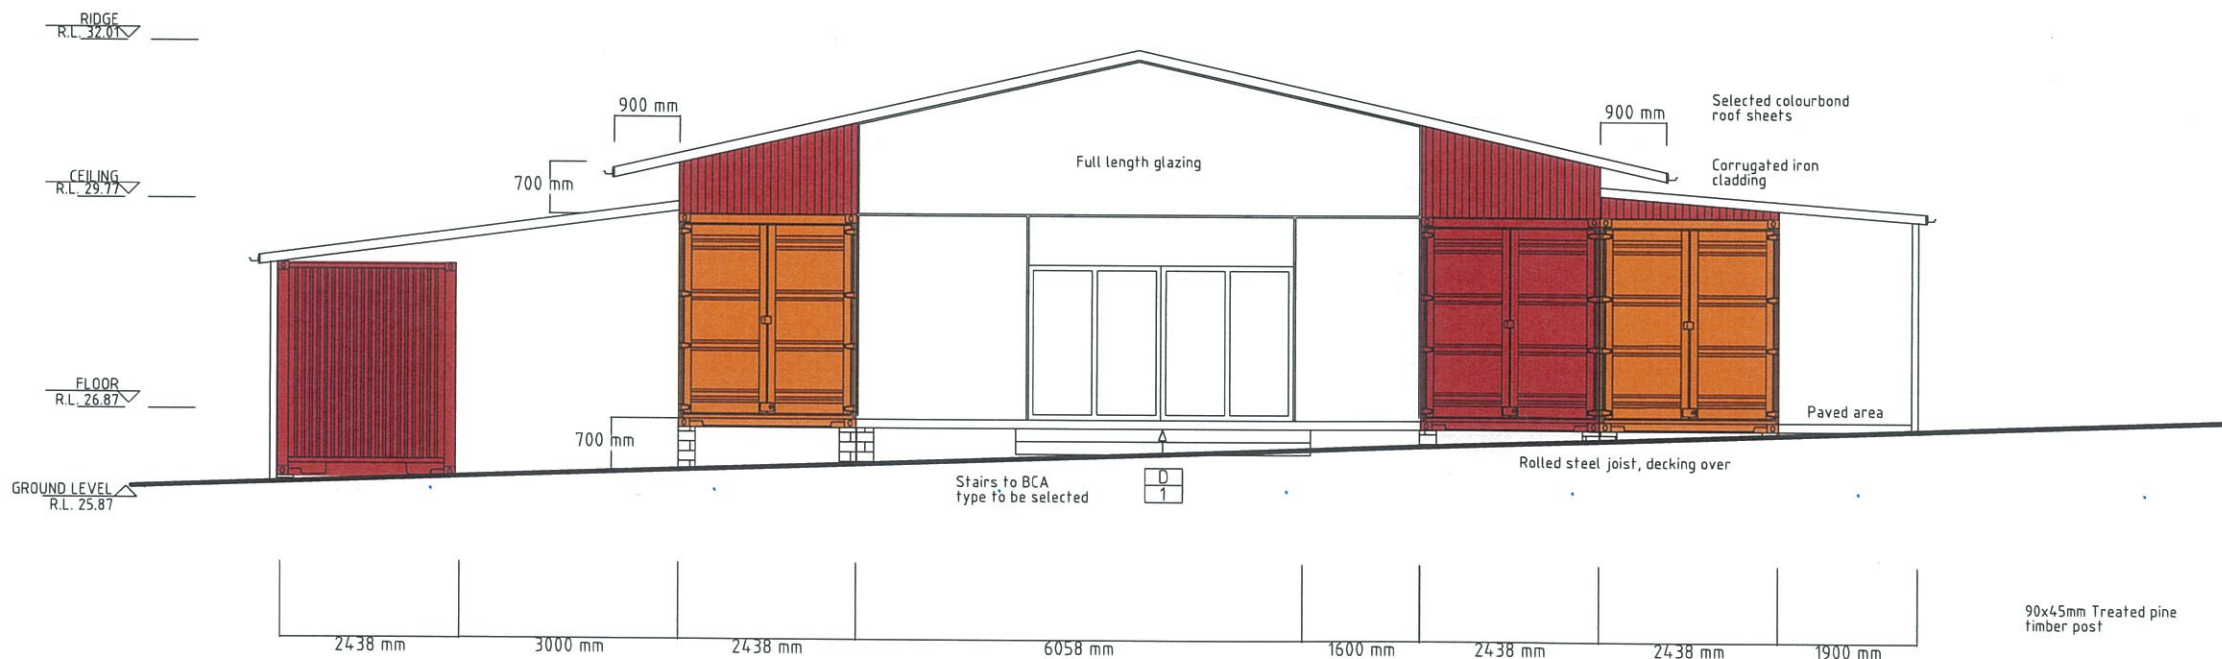 RIDGE
R.L. 32.01
900 mm
900 mm
Selected colourbond
roof sheets
Full length glazing
Corrugated iron
cladding
CEILING
R.L. 29.77
700 mm
FLOOR
R.L. 26.87
Paved area
700 mm
Rolled steel joist, decking over
GROUND LEVEL
R.L. 25.87
Stairs to BCA
type to be selected
D
1
90x45mm Treated pine
timber post
2438 mm
3000 mm
2438 mm
6058 mm
1600 mm
2438 mm
2438 mm
1900 mm